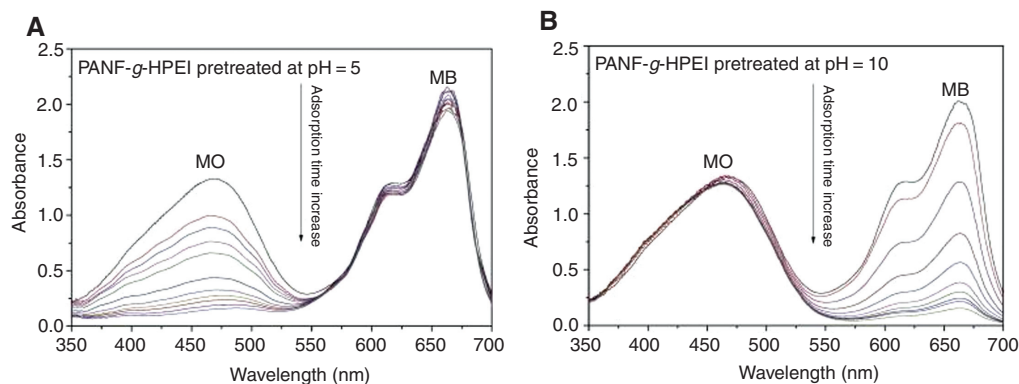 A
PANF-g-HPEI pretreated at pH = 5
MO
MB
Adsorption time increase
Absorbance
2.5
2.0
1.5
1.0
0.5
0.0
350 400 450 500 550 600 650 700
Wavelength (nm)
B
PANF-g-HPEI pretreated at pH = 10
MO
MB
Adsorption time increase
Absorbance
2.5
2.0
1.5
1.0
0.5
0.0
350 400 450 500 550 600 650 700
Wavelength (nm)